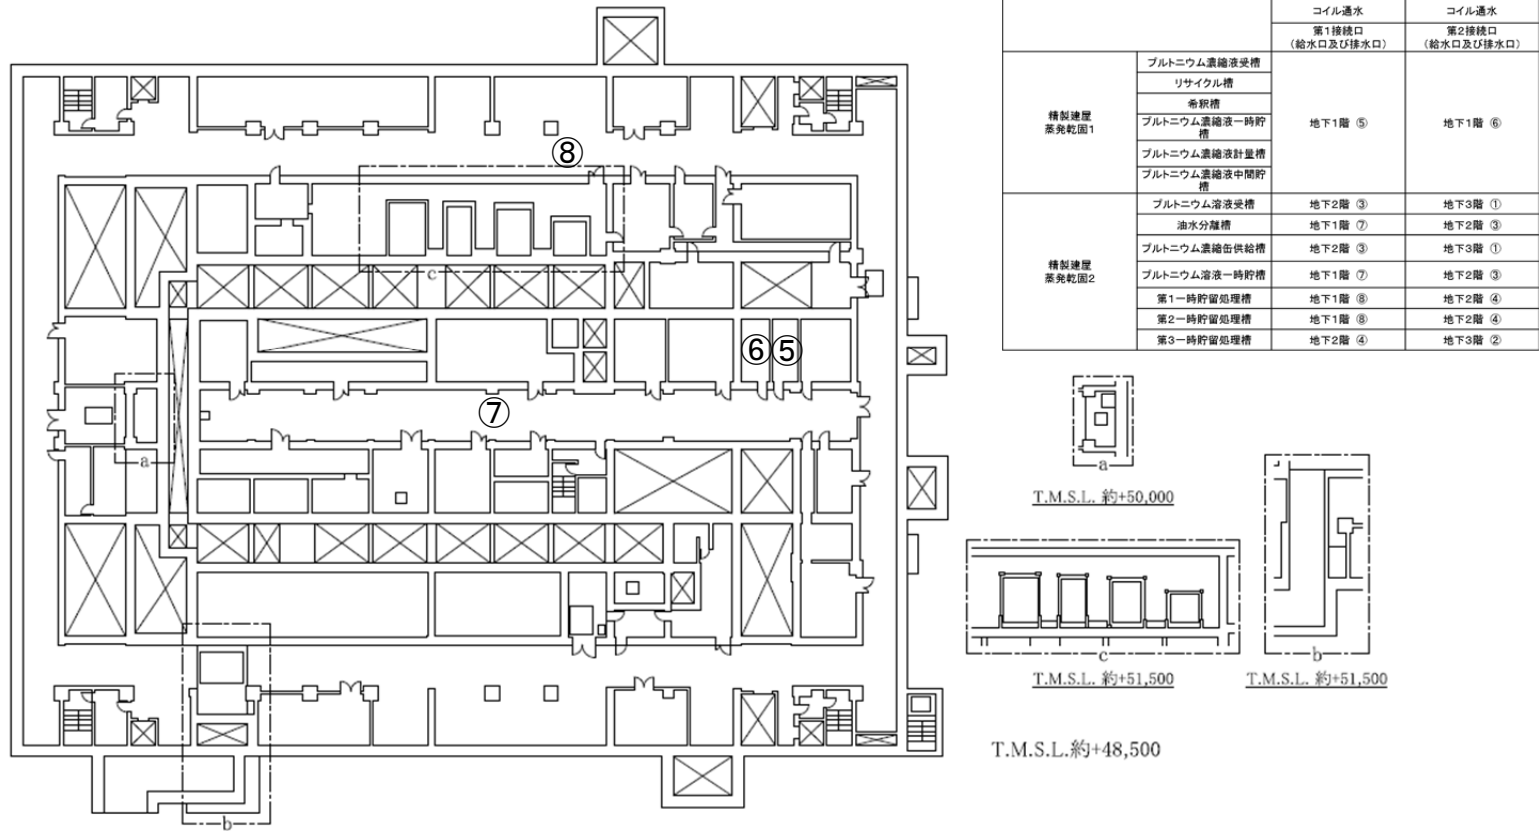 コイル通水 コイル通水
第1接続口 第2接続口
(給水口及び排水口) (給水口及び排水口)
精製建屋
蒸発乾固1
プルトニウム濃縮液受槽
リサイクル槽
希釈槽
プルトニウム濃縮液一時貯
槽
プルトニウム濃縮液計量槽
プルトニウム濃縮液中間貯
槽
地下1階 ⑤ 地下1階 ⑥
精製建屋
蒸発乾固2
プルトニウム溶液受槽 地下2階 ③ 地下3階 ①
油水分離槽 地下1階 ⑦ 地下2階 ③
プルトニウム濃縮缶供給槽 地下2階 ③ 地下3階 ①
プルトニウム溶液一時貯槽 地下1階 ⑦ 地下2階 ③
第1一時貯留処理槽 地下1階 ⑧ 地下2階 ④
第2一時貯留処理槽 地下1階 ⑧ 地下2階 ④
第3一時貯留処理槽 地下2階 ④ 地下3階 ②
⑧
c
⑥ ⑤
⑦
a
b
a
T.M.S.L. 約+50,000
c
T.M.S.L. 約+51,500
b
T.M.S.L. 約+51,500
T.M.S.L.約+48,500